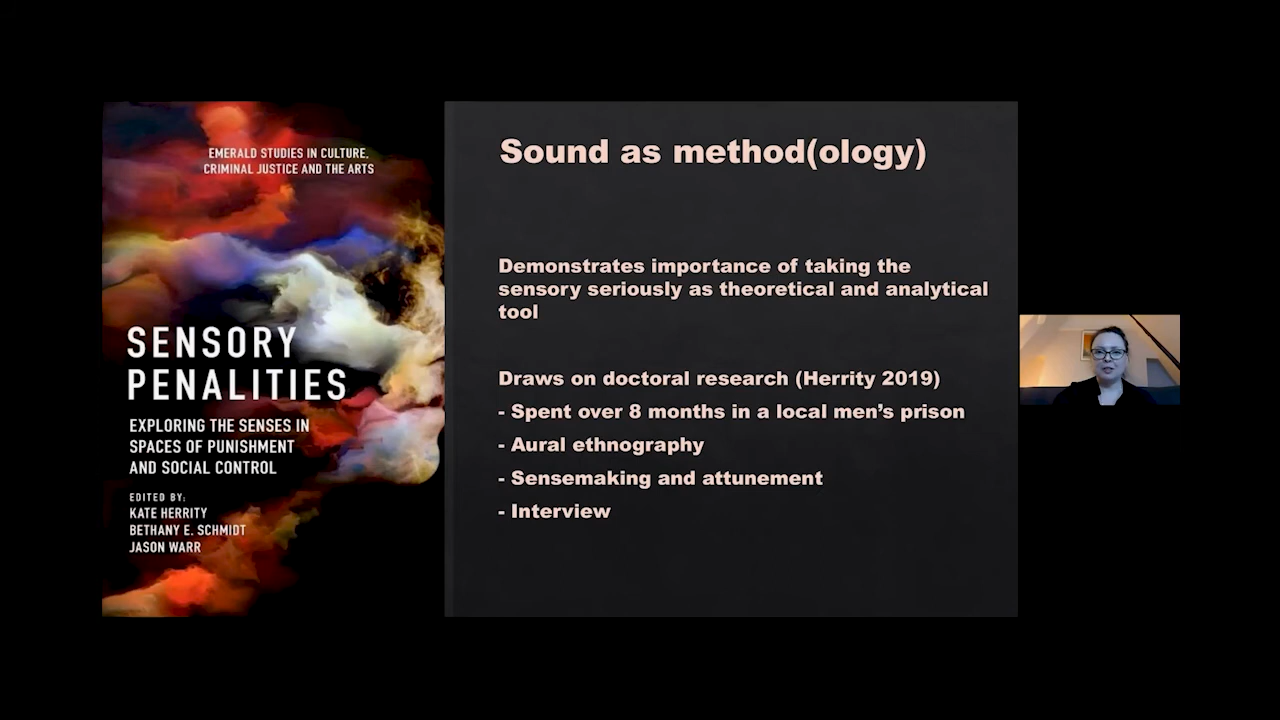 EMERALD STUDIES IN CULTURE,
CRIMINAL JUSTICE AND THE ARTS
SENSORY
PENALITIES
EXPLORING THE SENSES IN
SPACES OF PUNISHMENT
AND SOCIAL CONTROL
EDITED BY:
KATE HERRITY
BETHANY E. SCHMIDT
JASON WARR
Sound as method(ology)
Demonstrates importance of taking the
sensory seriously as theoretical and analytical
tool
Draws on doctoral research (Herrity 2019)
- Spent over 8 months in a local men’s prison
- Aural ethnography
- Sensemaking and attunement
- Interview